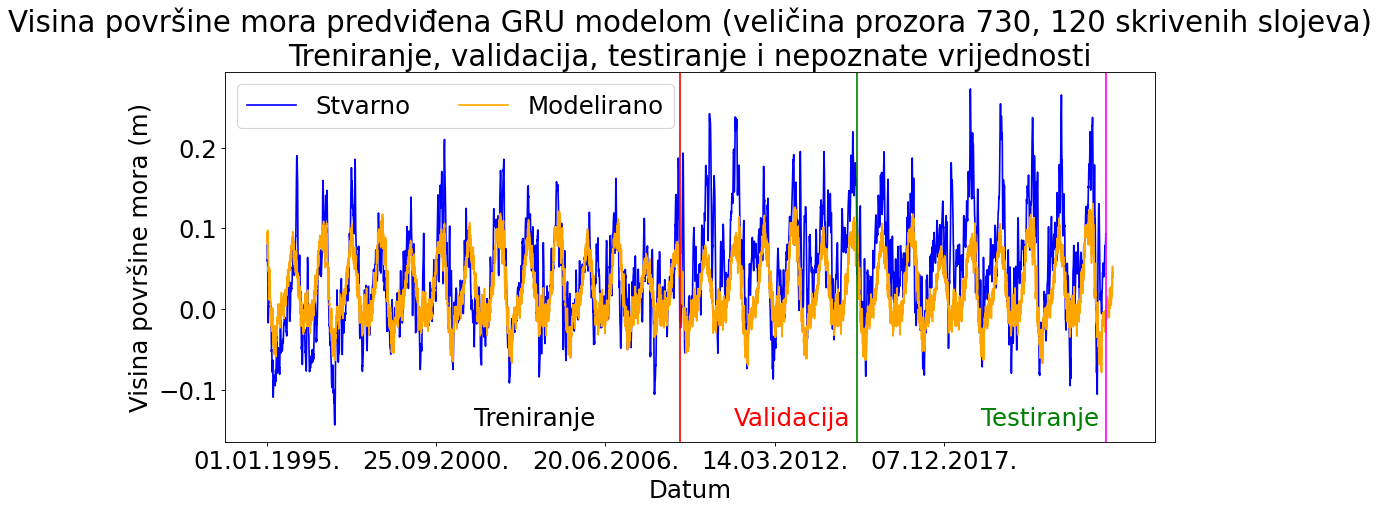 Visina površine mora predviđena GRU modelom (veličina prozora 730, 120 skrivenih slojeva)
Treniranje, validacija, testiranje i nepoznate vrijednosti
Stvarno Modelirano
Visina površine mora (m)
0.2
0.1
0.0
−0.1
Treniranje Validacija Testiranje
01.01.1995. 25.09.2000. 20.06.2006. 14.03.2012. 07.12.2017.
Datum